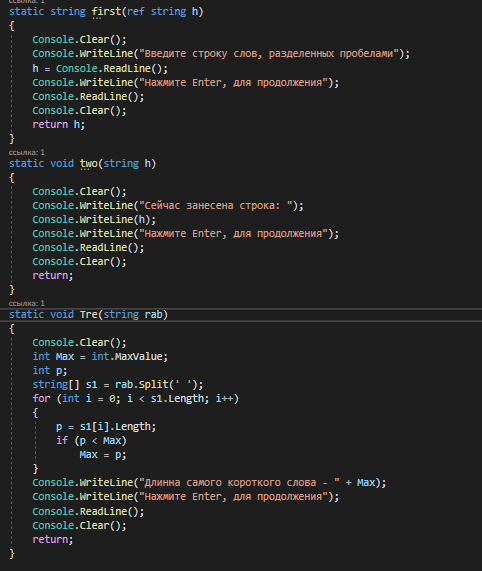 ссылка: 1
static string first(ref string h)
{
Console.Clear();
Console.WriteLine("Введите строку слов, разделенных пробелами");
h = Console.ReadLine();
Console.WriteLine("Нажмите Enter, для продолжения");
Console.ReadLine();
Console.Clear();
return h;
}
ссылка: 1
static void two(string h)
{
Console.Clear();
Console.WriteLine("Сейчас занесена строка: ");
Console.WriteLine(h);
Console.WriteLine("Нажмите Enter, для продолжения");
Console.ReadLine();
Console.Clear();
return;
}
ссылка: 1
static void Tre(string rab)
{
Console.Clear();
int Max = int.MaxValue;
int p;
string[] s1 = rab.Split(' ');
for (int i = 0; i < s1.Length; i++)
{
p = s1[i].Length;
if (p < Max)
Max = p;
}
Console.WriteLine("Длинна самого короткого слова - " + Max);
Console.WriteLine("Нажмите Enter, для продолжения");
Console.ReadLine();
Console.Clear();
return;
}